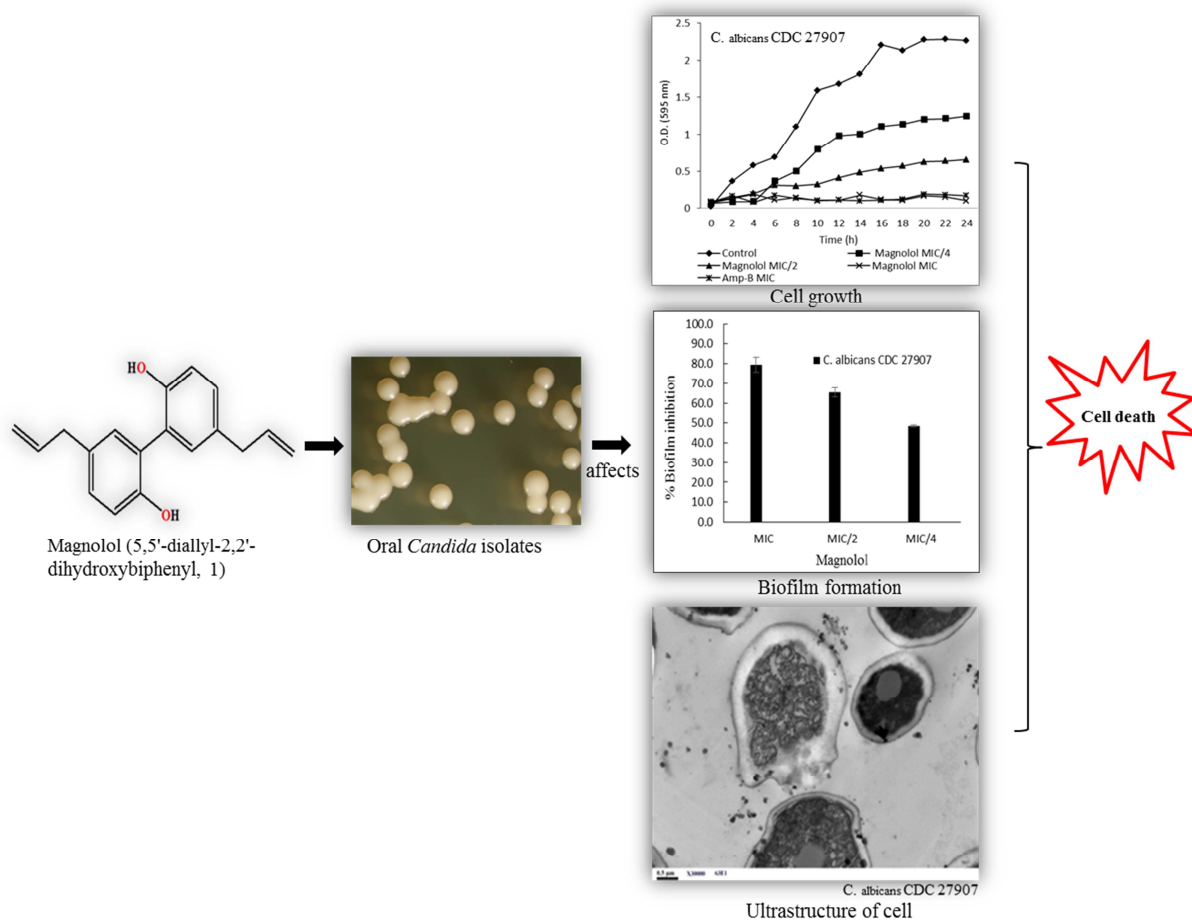 HO
OH
Magnolol (5,5'-diallyl-2,2'-
dihydroxybiphenyl, 1)
Oral Candida isolates
affects
C. albicans CDC 27907
O.D. (595 nm)
2.5
2
1.5
1
0.5
0
0 2 4 6 8 10 12 14 16 18 20 22 24
Time (h)
Control
Magnolol MIC/4
Magnolol MIC/2
Magnolol MIC
Amp-B MIC
Cell growth
% Biofilm inhibition
100.0
90.0
80.0
70.0
60.0
50.0
40.0
30.0
20.0
10.0
0.0
C. albicans CDC 27907
MIC MIC/2 MIC/4
Magnolol
Biofilm formation
0.5 µm
C. albicans CDC 27907
Ultrastructure of cell
Cell death